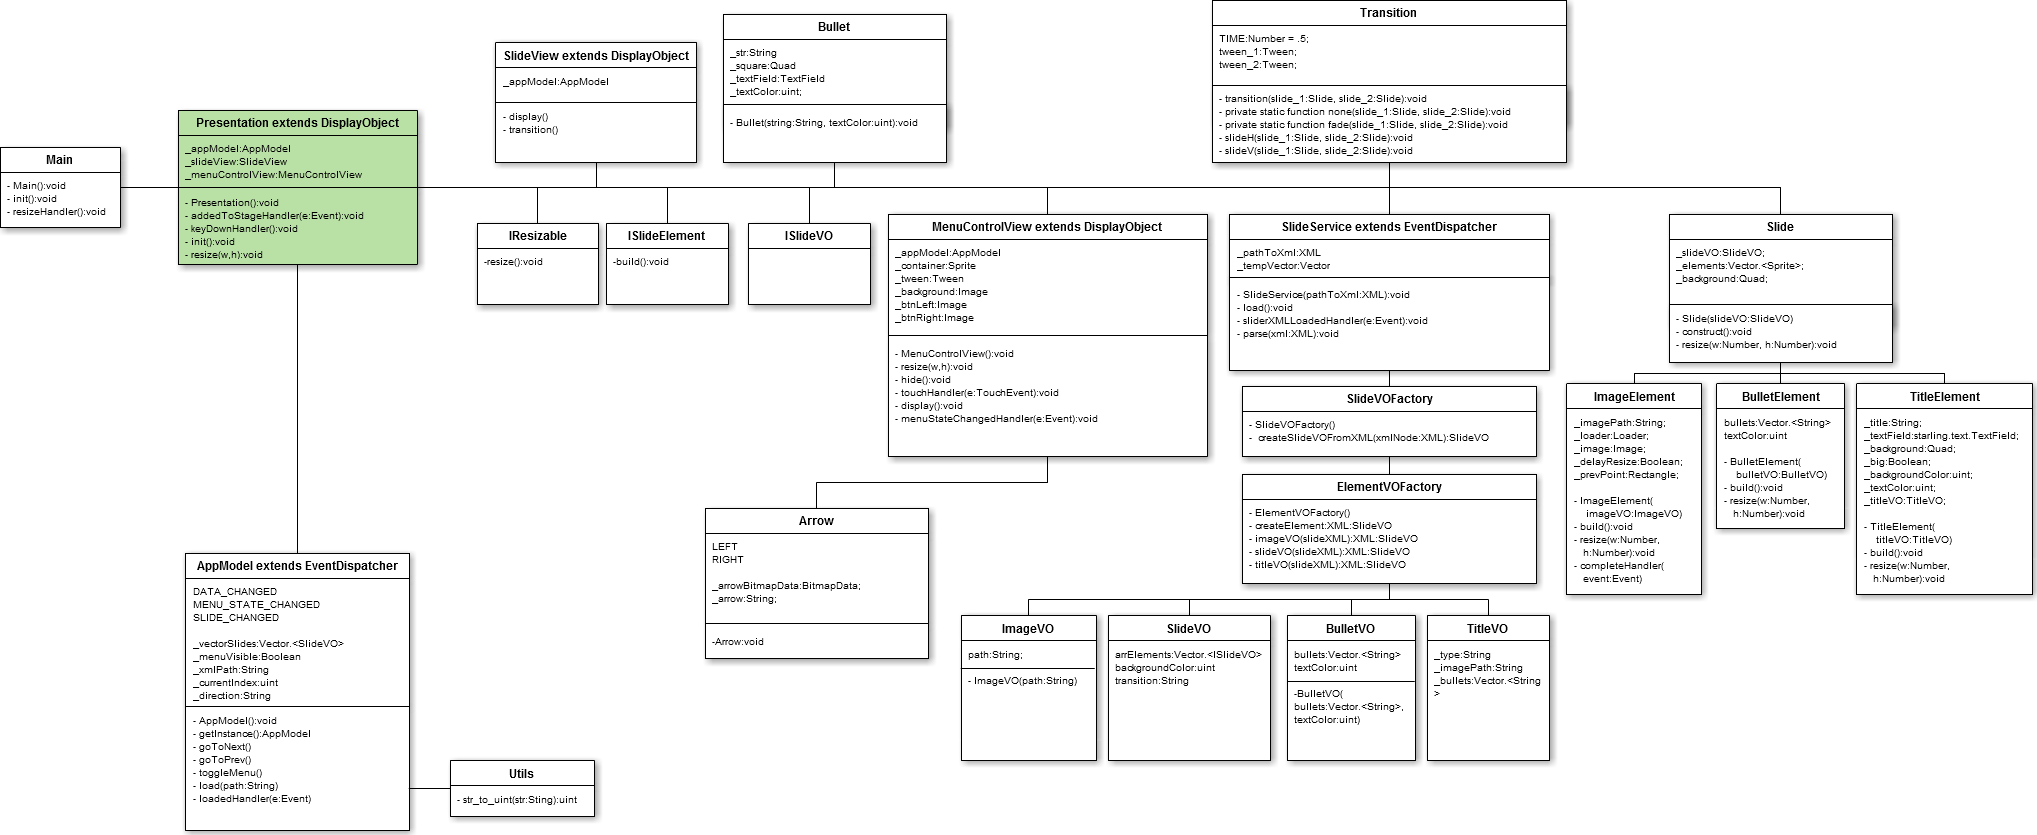 Main
- Main():void
- init():void
- resizeHandler():void
Presentation extends DisplayObject
_appModel:AppModel
_slideView:SlideView
_menuControlView:MenuControlView
- Presentation():void
- addedToStageHandler(e:Event):void
- keyDownHandler():void
- init():void
- resize(w,h):void
SlideView extends DisplayObject
_appModel:AppModel
- display()
- transition()
Bullet
_str:String
_square:Quad
_textField:TextField
_textColor:uint;
- Bullet(string:String, textColor:uint):void
Transition
TIME:Number = .5;
tween_1:Tween;
tween_2:Tween;
- transition(slide_1:Slide, slide_2:Slide):void
- private static function none(slide_1:Slide, slide_2:Slide):void
- private static function fade(slide_1:Slide, slide_2:Slide):void
- slideH(slide_1:Slide, slide_2:Slide):void
- slideV(slide_1:Slide, slide_2:Slide):void
IResizable
-resize():void
ISlideElement
-build():void
ISlideVO
MenuControlView extends DisplayObject
_appModel:AppModel
_container:Sprite
_tween:Tween
_background:Image
_btnLeft:Image
_btnRight:Image
- MenuControlView():void
- resize(w,h):void
- hide():void
- touchHandler(e:TouchEvent):void
- display():void
- menuStateChangedHandler(e:Event):void
SlideService extends EventDispatcher
_pathToXml:XML
_tempVector:Vector
- SlideService(pathToXml:XML):void
- load():void
- sliderXMLLoadedHandler(e:Event):void
- parse(xml:XML):void
Slide
_slideVO:SlideVO;
_elements:Vector.<Sprite>;
_background:Quad;
- Slide(slideVO:SlideVO)
- construct():void
- resize(w:Number, h:Number):void
SlideVOFactory
- SlideVOFactory()
- createSlideVOFromXML(xmlNode:XML):SlideVO
ElementVOFactory
- ElementVOFactory()
- createElement:XML:SlideVO
- imageVO(slideXML):XML:SlideVO
- slideVO(slideXML):XML:SlideVO
- titleVO(slideXML):XML:SlideVO
ImageElement
_imagePath:String;
_loader:Loader;
_image:Image;
_delayResize:Boolean;
_prevPoint:Rectangle;
- ImageElement(
imageVO:ImageVO)
- build():void
- resize(w:Number,
h:Number):void
- completeHandler(
event:Event)
BulletElement
bullets:Vector.<String>
textColor:uint
- BulletElement(
bulletVO:BulletVO)
- build():void
- resize(w:Number,
h:Number):void
TitleElement
_title:String;
_textField:starling.text.TextField;
_background:Quad;
_big:Boolean;
_backgroundColor:uint;
_textColor:uint;
_titleVO:TitleVO;
- TitleElement(
titleVO:TitleVO)
- build():void
- resize(w:Number,
h:Number):void
Arrow
LEFT
RIGHT
_arrowBitmapData:BitmapData;
_arrow:String;
-Arrow:void
AppModel extends EventDispatcher
DATA_CHANGED
MENU_STATE_CHANGED
SLIDE_CHANGED
_vectorSlides:Vector.<SlideVO>
_menuVisible:Boolean
_xmlPath:String
_currentIndex:uint
_direction:String
- AppModel():void
- getInstance():AppModel
- goToNext()
- goToPrev()
- toggleMenu()
- load(path:String)
- loadedHandler(e:Event)
Utils
- str_to_uint(str:Sting):uint
ImageVO
path:String;
- ImageVO(path:String)
SlideVO
arrElements:Vector.<ISlideVO>
backgroundColor:uint
transition:String
BulletVO
bullets:Vector.<String>
textColor:uint
-BulletVO(
bullets:Vector.<String>,
textColor:uint)
TitleVO
_type:String
_imagePath:String
_bullets:Vector.<String
>